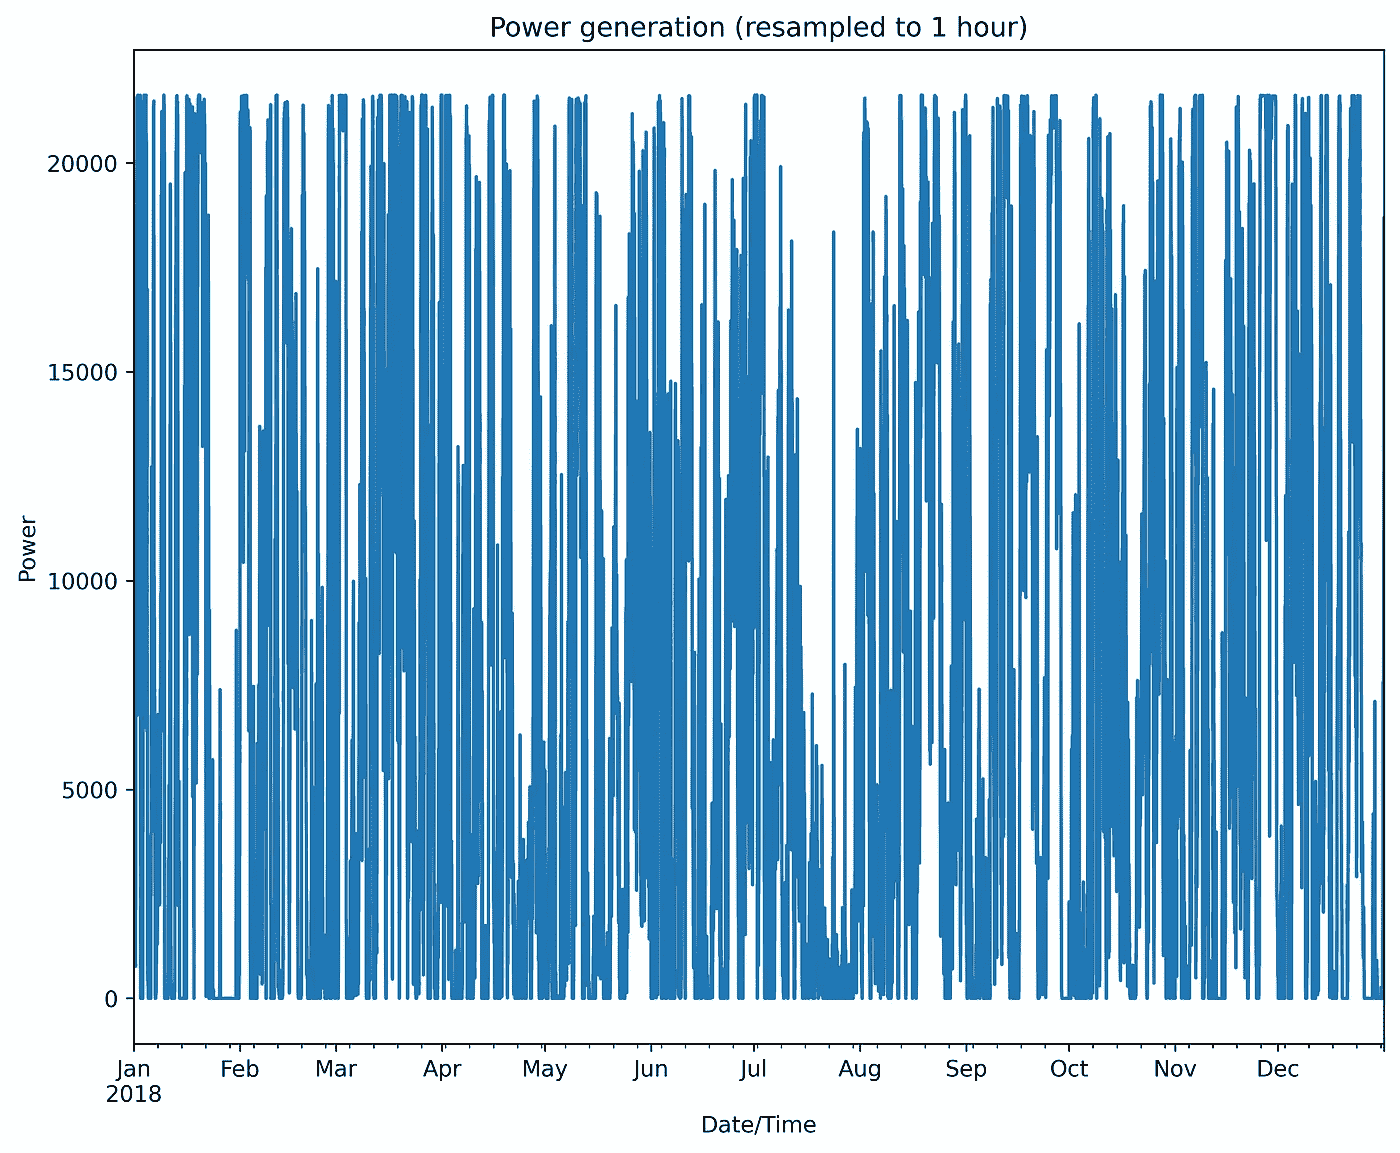 Power generation (resampled to 1 hour)
Power
20000
15000
10000
5000
0
Jan Feb Mar Apr May Jun Jul Aug Sep Oct Nov Dec
2018
Date/Time